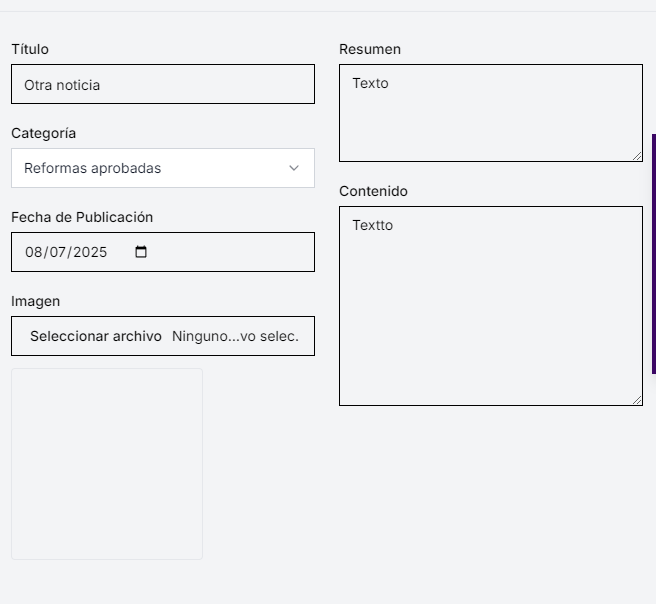 Título
Otra noticia
Categoría
Reformas aprobadas
Fecha de Publicación
08/07/2025
Imagen
Seleccionar archivo Ninguno...vo selec.
Resumen
Texto
Contenido
Textto